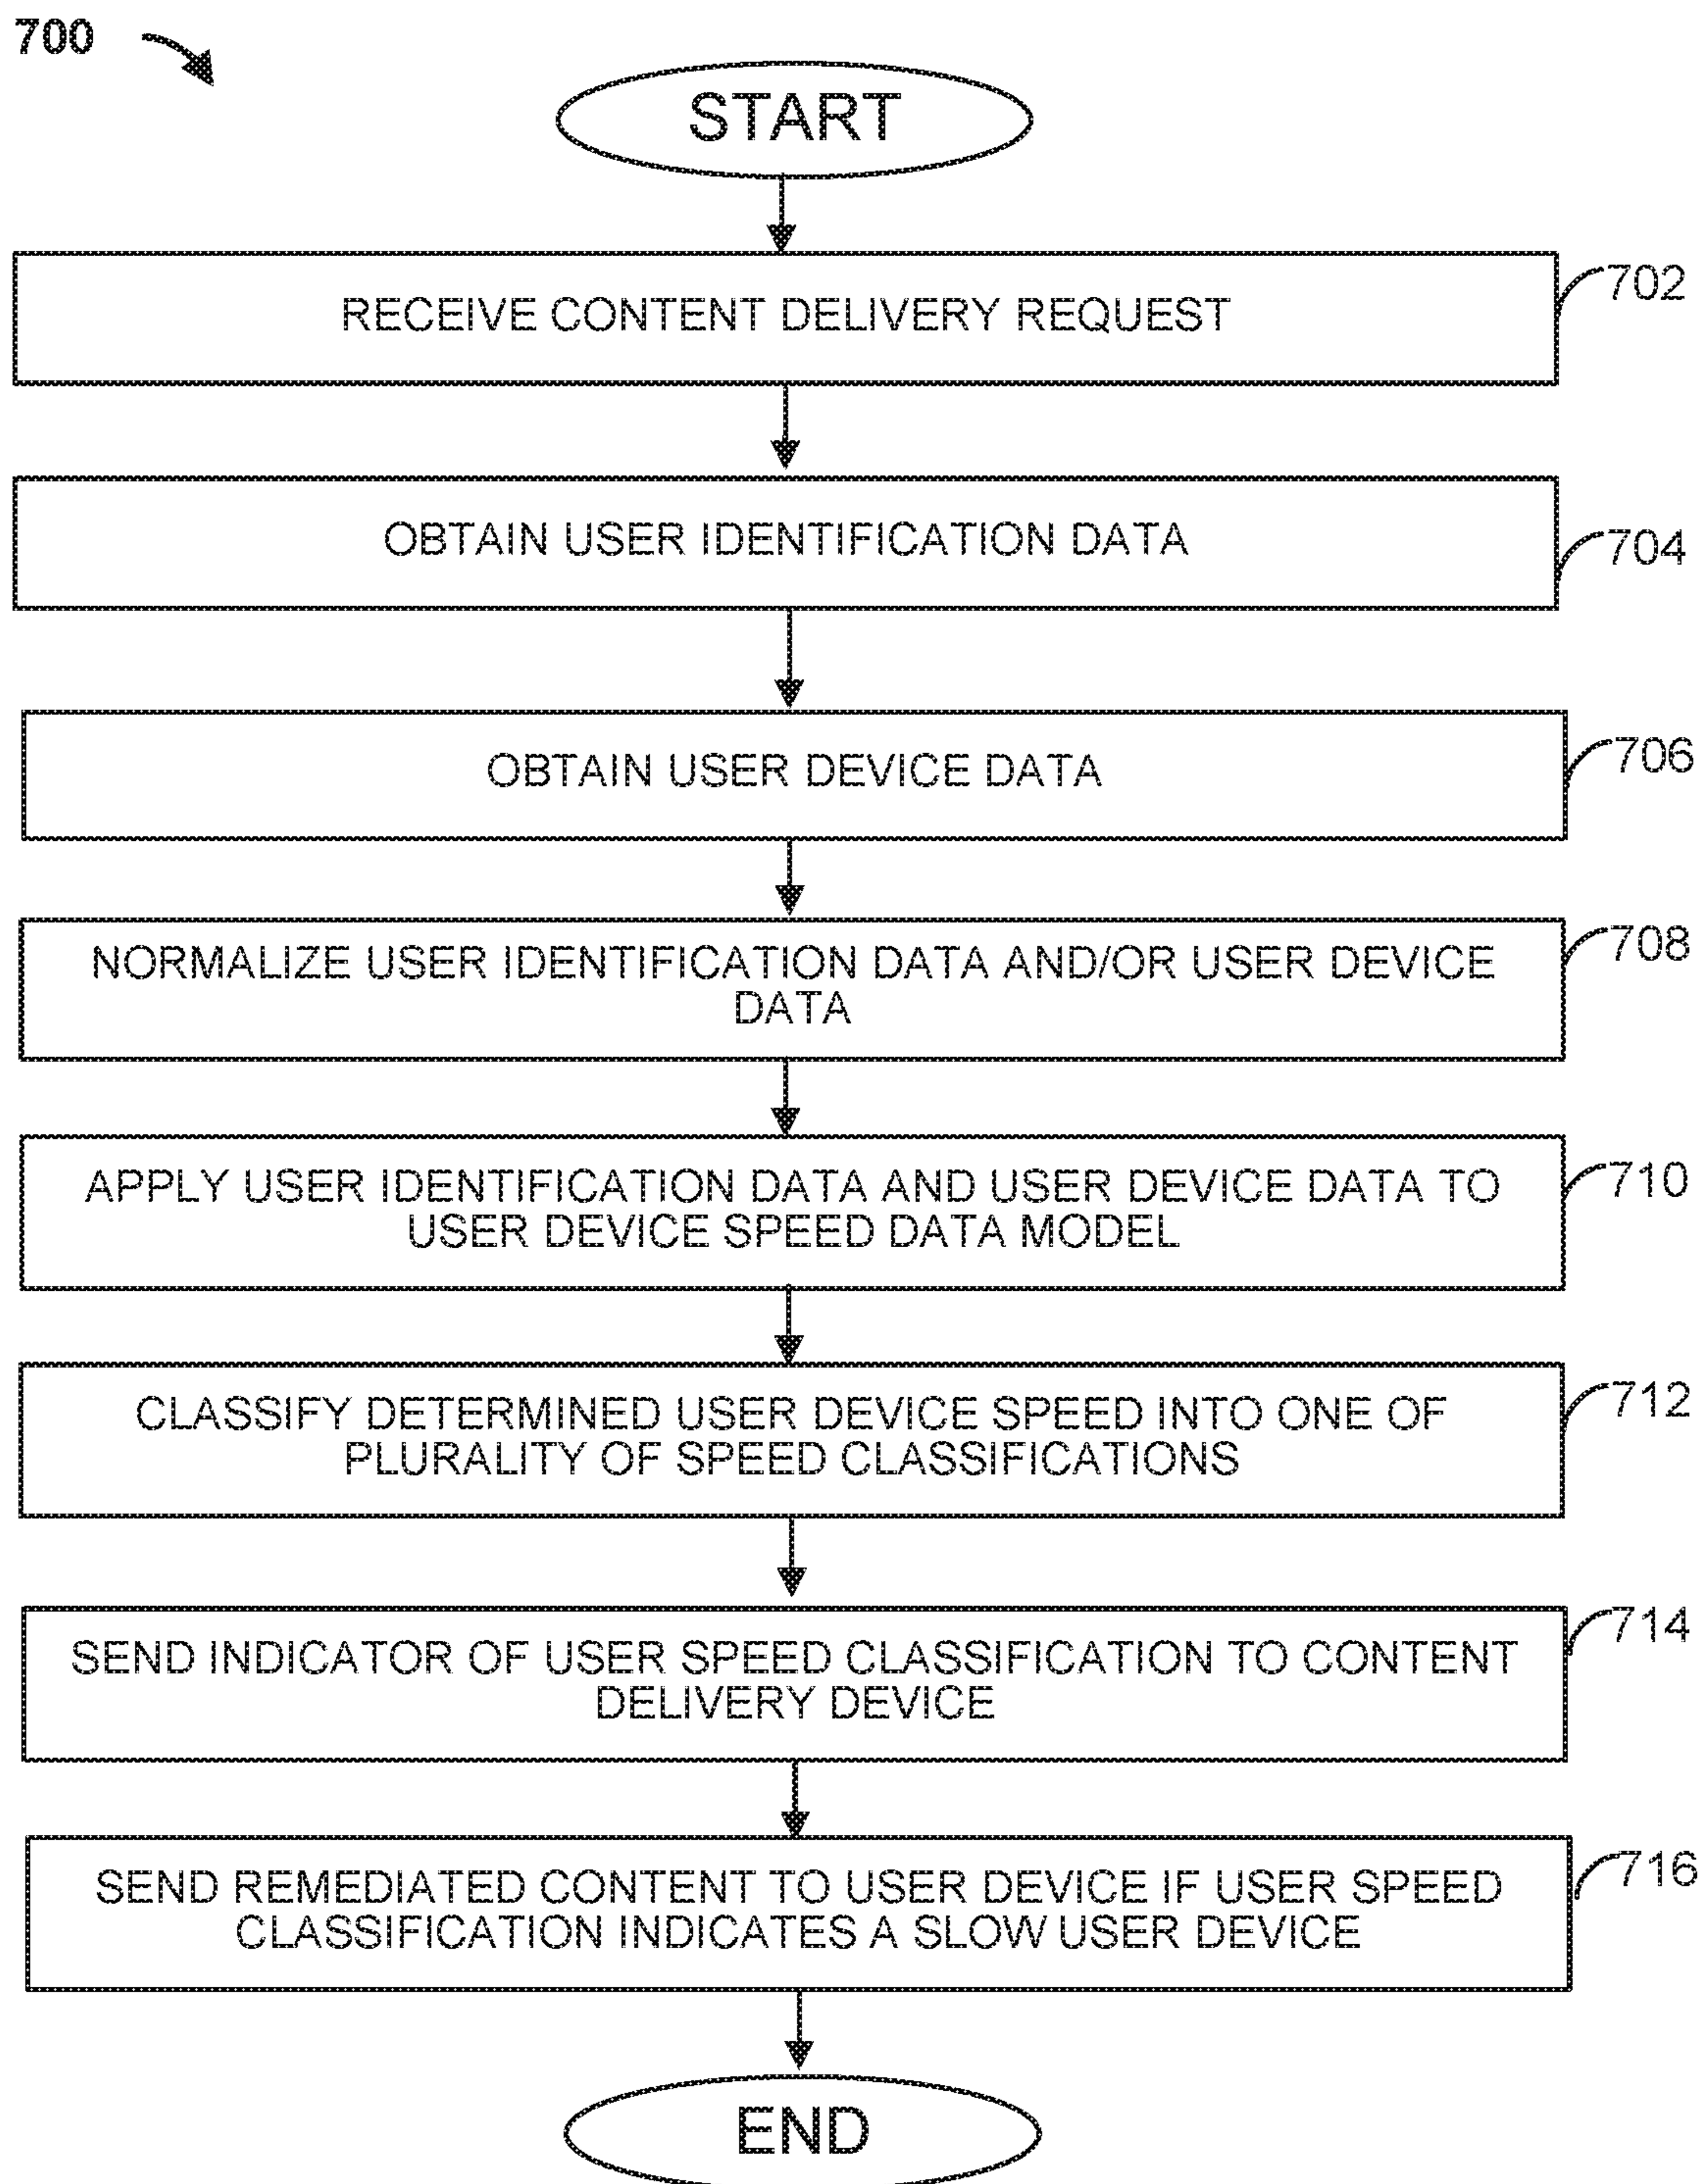 700
START
RECEIVE CONTENT DELIVERY REQUEST
702
OBTAIN USER IDENTIFICATION DATA
704
OBTAIN USER DEVICE DATA
706
NORMALIZE USER IDENTIFICATION DATA AND/OR USER DEVICE
DATA
708
APPLY USER IDENTIFICATION DATA AND USER DEVICE DATA TO
USER DEVICE SPEED DATA MODEL
710
CLASSIFY DETERMINED USER DEVICE SPEED INTO ONE OF
PLURALITY OF SPEED CLASSIFICATIONS
712
SEND INDICATOR OF USER SPEED CLASSIFICATION TO CONTENT
DELIVERY DEVICE
714
SEND REMEDIATED CONTENT TO USER DEVICE IF USER SPEED
CLASSIFICATION INDICATES A SLOW USER DEVICE
716
END